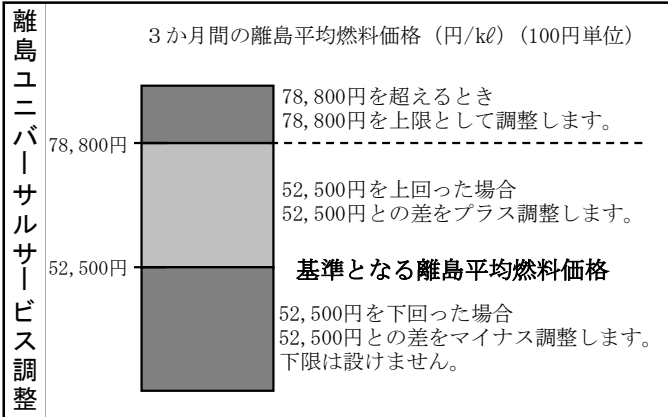 離島ユニバーサルサービス調整
3か月間の離島平均燃料価格（円/kℓ）（100円単位）
78,800円を超えるとき
78,800円を上限として調整します。
78,800円
52,500円を上回った場合
52,500円との差をプラス調整します。
52,500円
基準となる離島平均燃料価格
52,500円を下回った場合
52,500円との差をマイナス調整します。
下限は設けません。